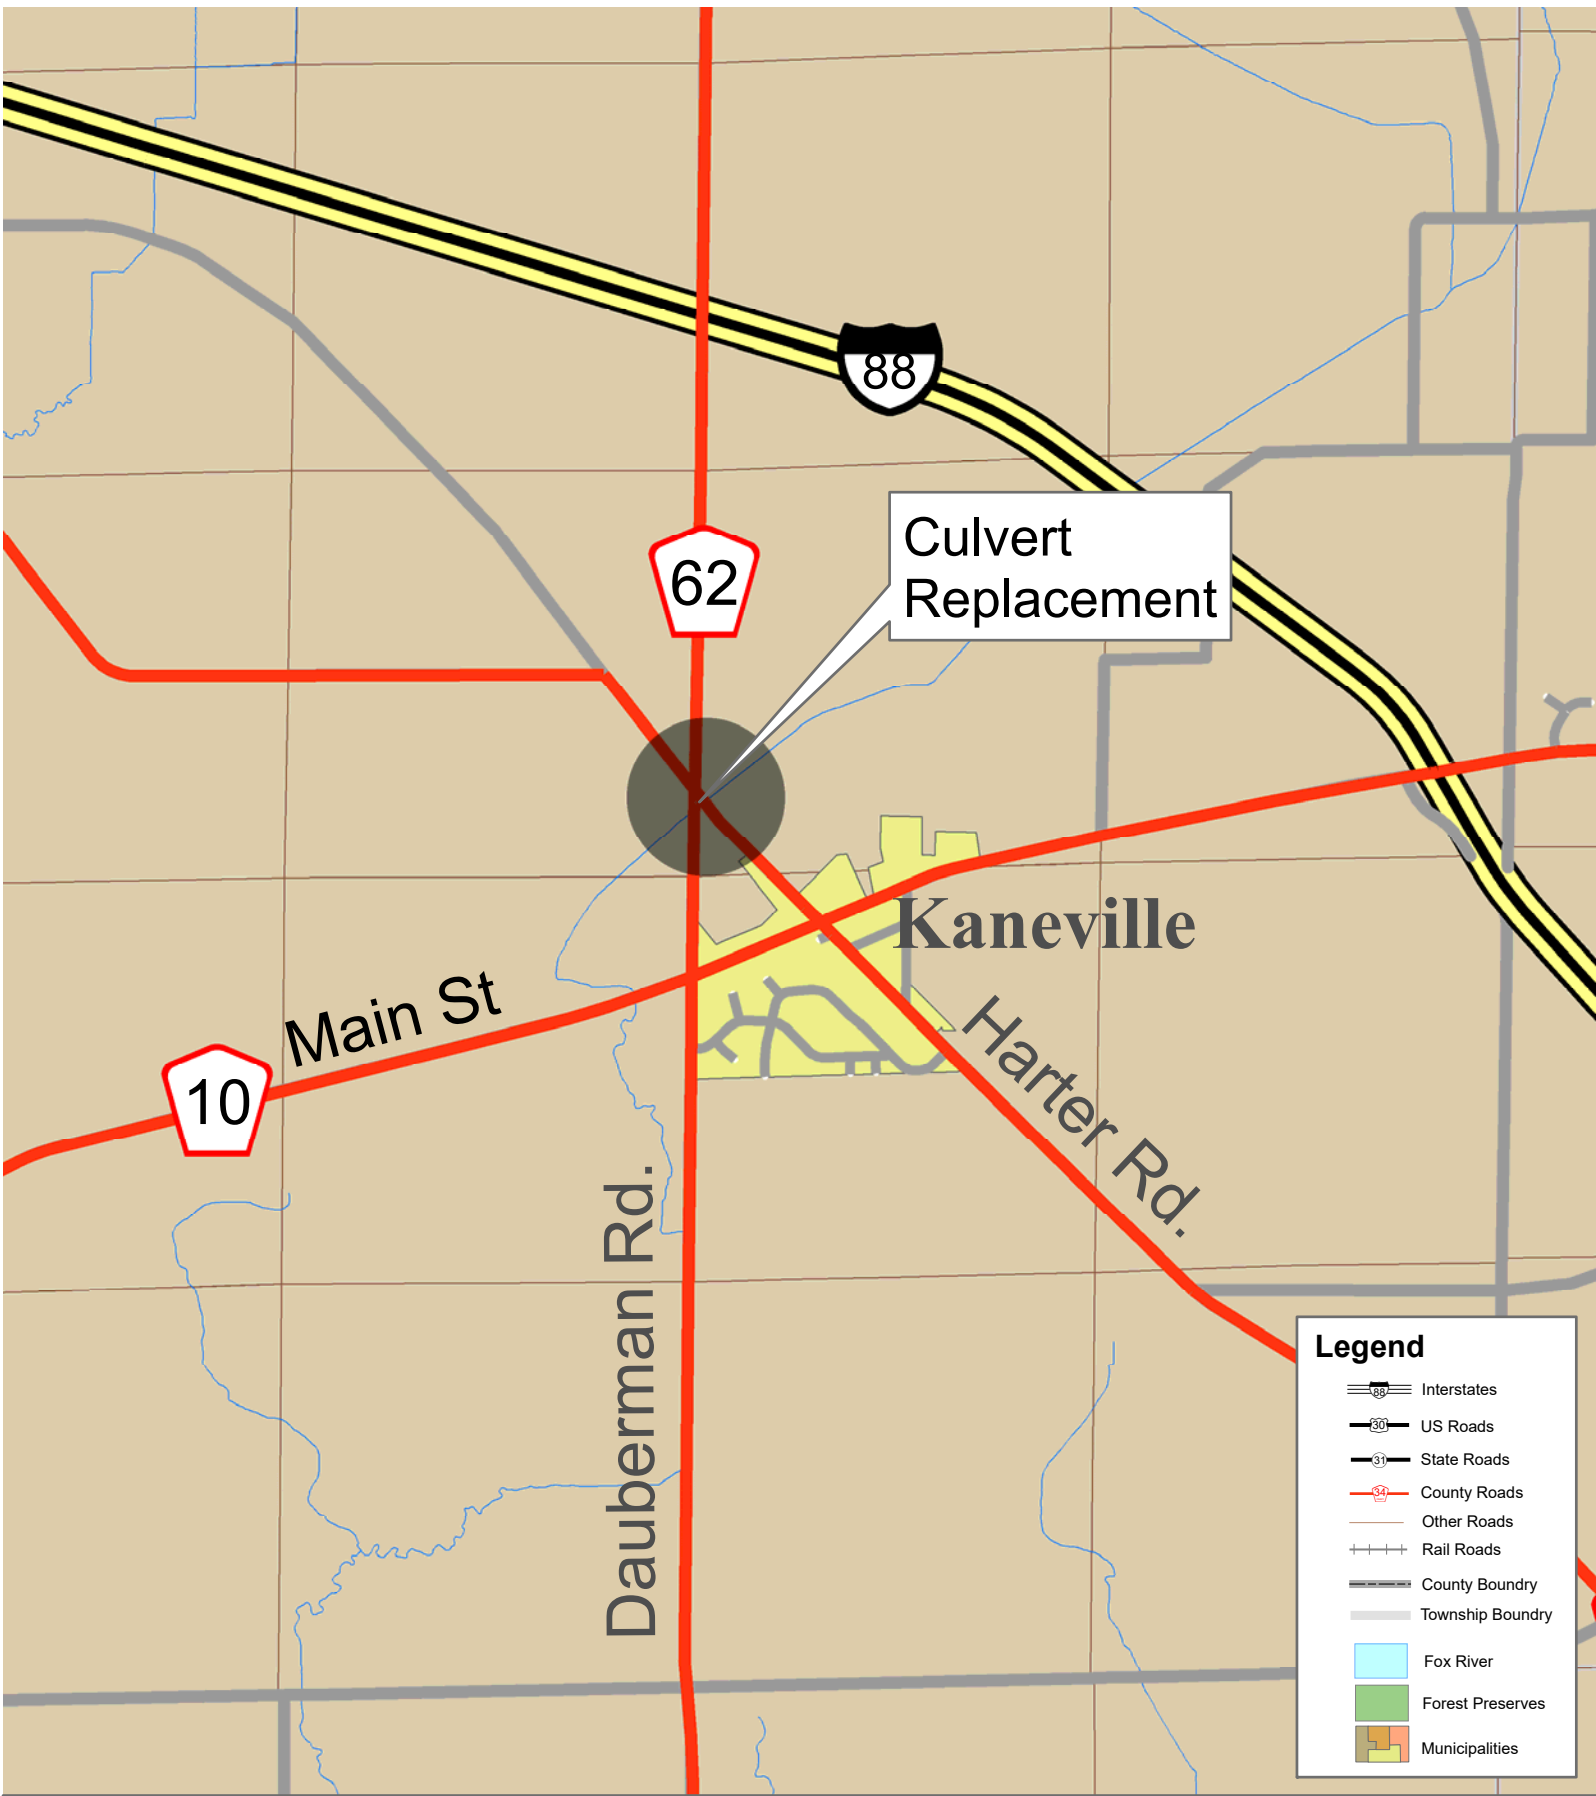 88
Culvert
Replacement
62
Kaneville
Main St
10
Harter Rd.
Dauberman Rd.
Legend
88 Interstates
30 US Roads
31 State Roads
34 County Roads
Other Roads
Rail Roads
County Boundry
Township Boundry
Fox River
Forest Preserves
Municipalities